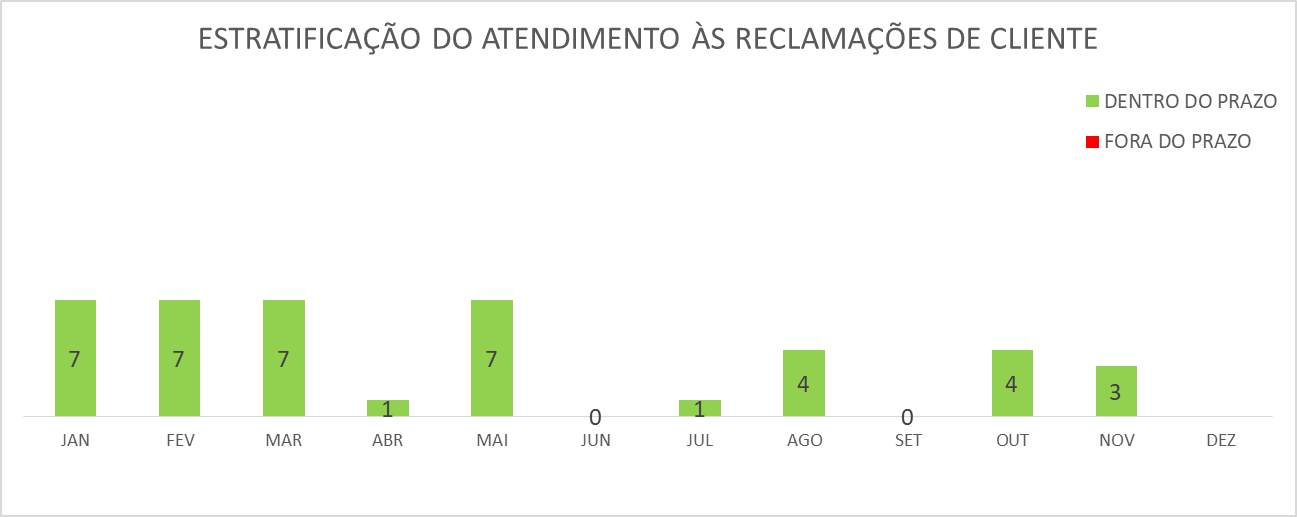 ESTRATIFICAÇÃO DO ATENDIMENTO ÀS RECLAMAÇÕES DE CLIENTE
DENTRO DO PRAZO
FORA DO PRAZO
7 7 7 1 7 0 1 4 0 4 3
JAN FEV MAR ABR MAI JUN JUL AGO SET OUT NOV DEZ